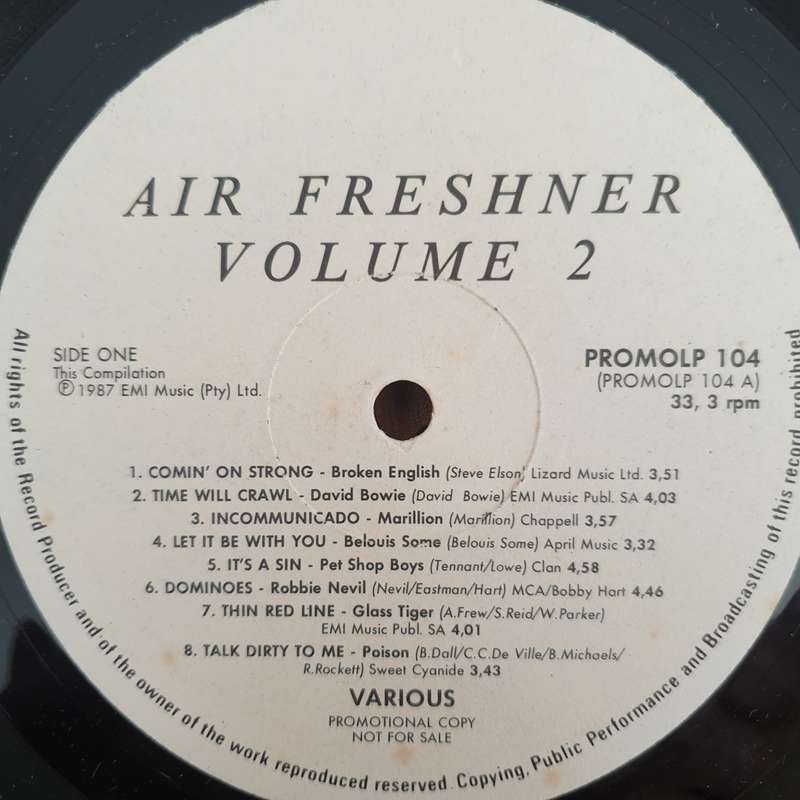 AIR FRESHNER
VOLUME 2
SIDE ONE
This Compilation
℗ 1987 EMI Music (Pty) Ltd.
PROMOLP 104
(PROMOLP 104 A)
33, 3 rpm
1. COMIN' ON STRONG - Broken English (Steve Elson) Lizard Music Ltd. 3,51
2. TIME WILL CRAWL - David Bowie (David Bowie) EMI Music Publ. SA 4,03
3. INCOMMUNICADO - Marillion (Marillion) Chappell 3,57
4. LET IT BE WITH YOU - Belouis Some (Belouis Some) April Music 3,32
5. IT'S A SIN - Pet Shop Boys (Tennant/Lowe) Clan 4,58
6. DOMINOES - Robbie Nevil (Nevil/Eastman/Hart) MCA/Bobby Hart 4,46
7. THIN RED LINE - Glass Tiger (A.Frew/S.Reid/W.Parker)
EMI Music Publ. SA 4,01
8. TALK DIRTY TO ME - Poison (B.Dall/C.C.De Ville/B.Michaels/
R.Rockett) Sweet Cyanide 3,43
VARIOUS
PROMOTIONAL COPY
NOT FOR SALE
All rights of the Record Producer and of the owner of the work reproduced reserved. Copying, Public Performance and Broadcasting of this record prohibited